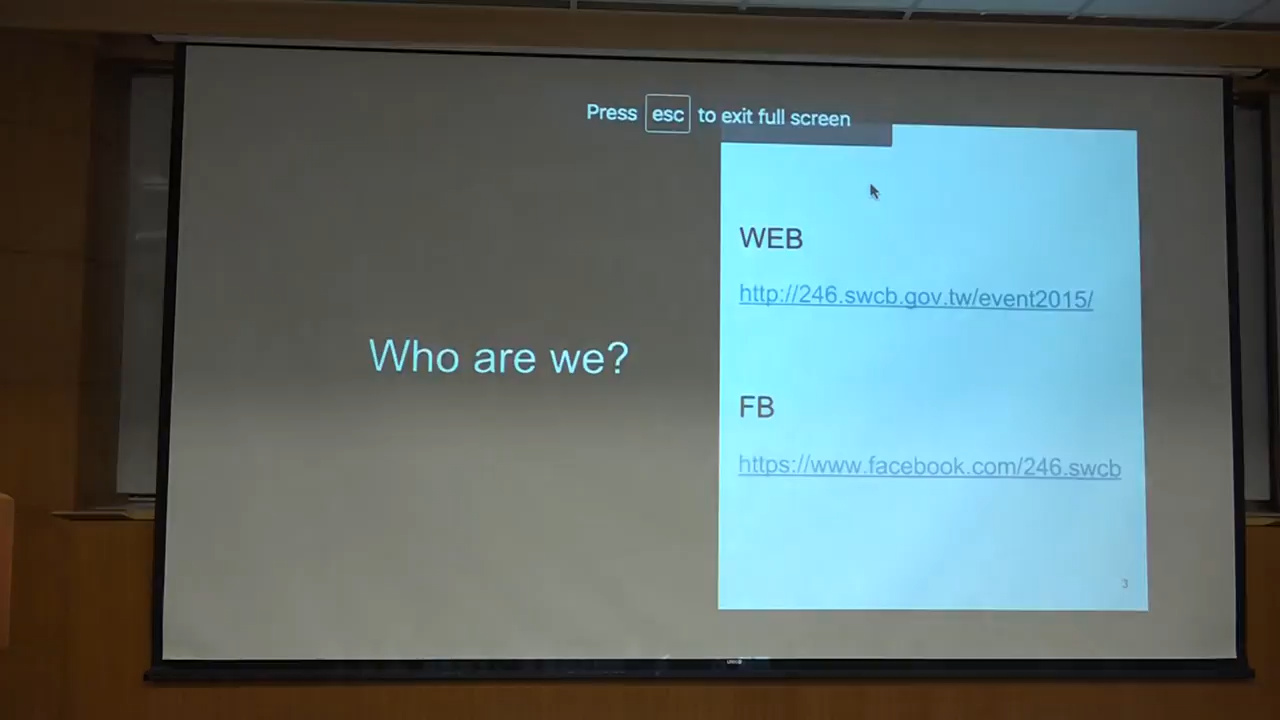 Press esc to exit full screen
Who are we?
WEB
http://246.swcb.gov.tw/event2015/
FB
https://www.facebook.com/246.swcb
3